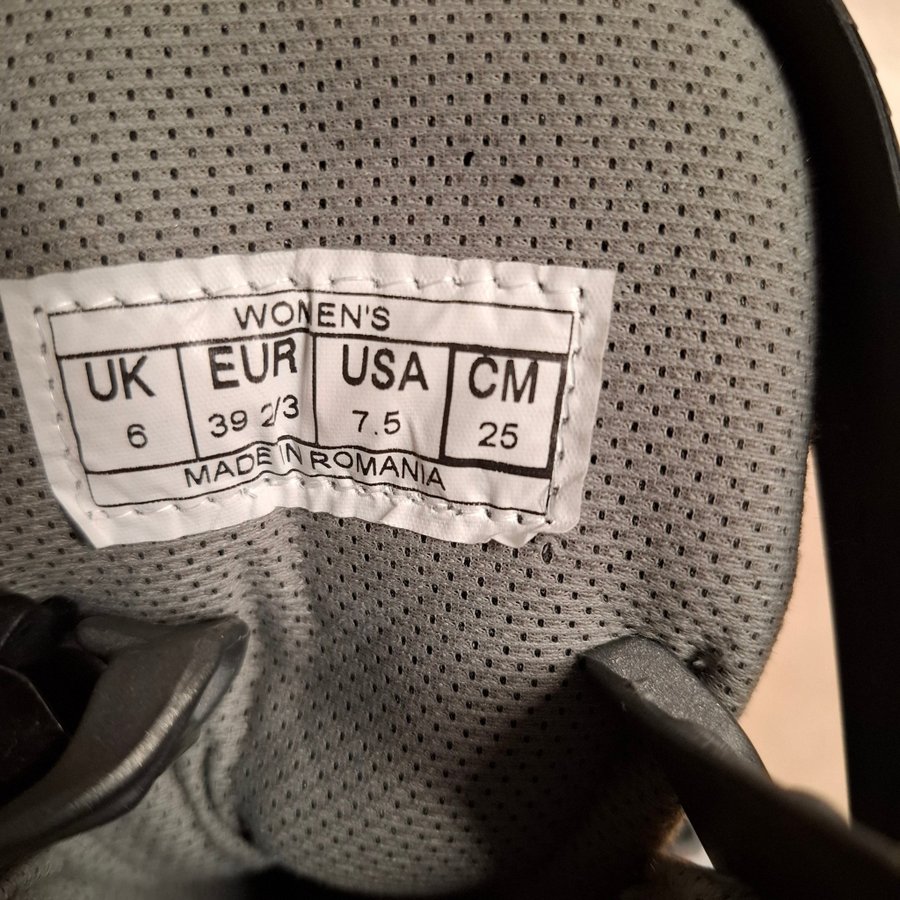 WOMEN'S
UK EUR USA CM
6 39 2/3 7.5 25
MADE IN ROMANIA